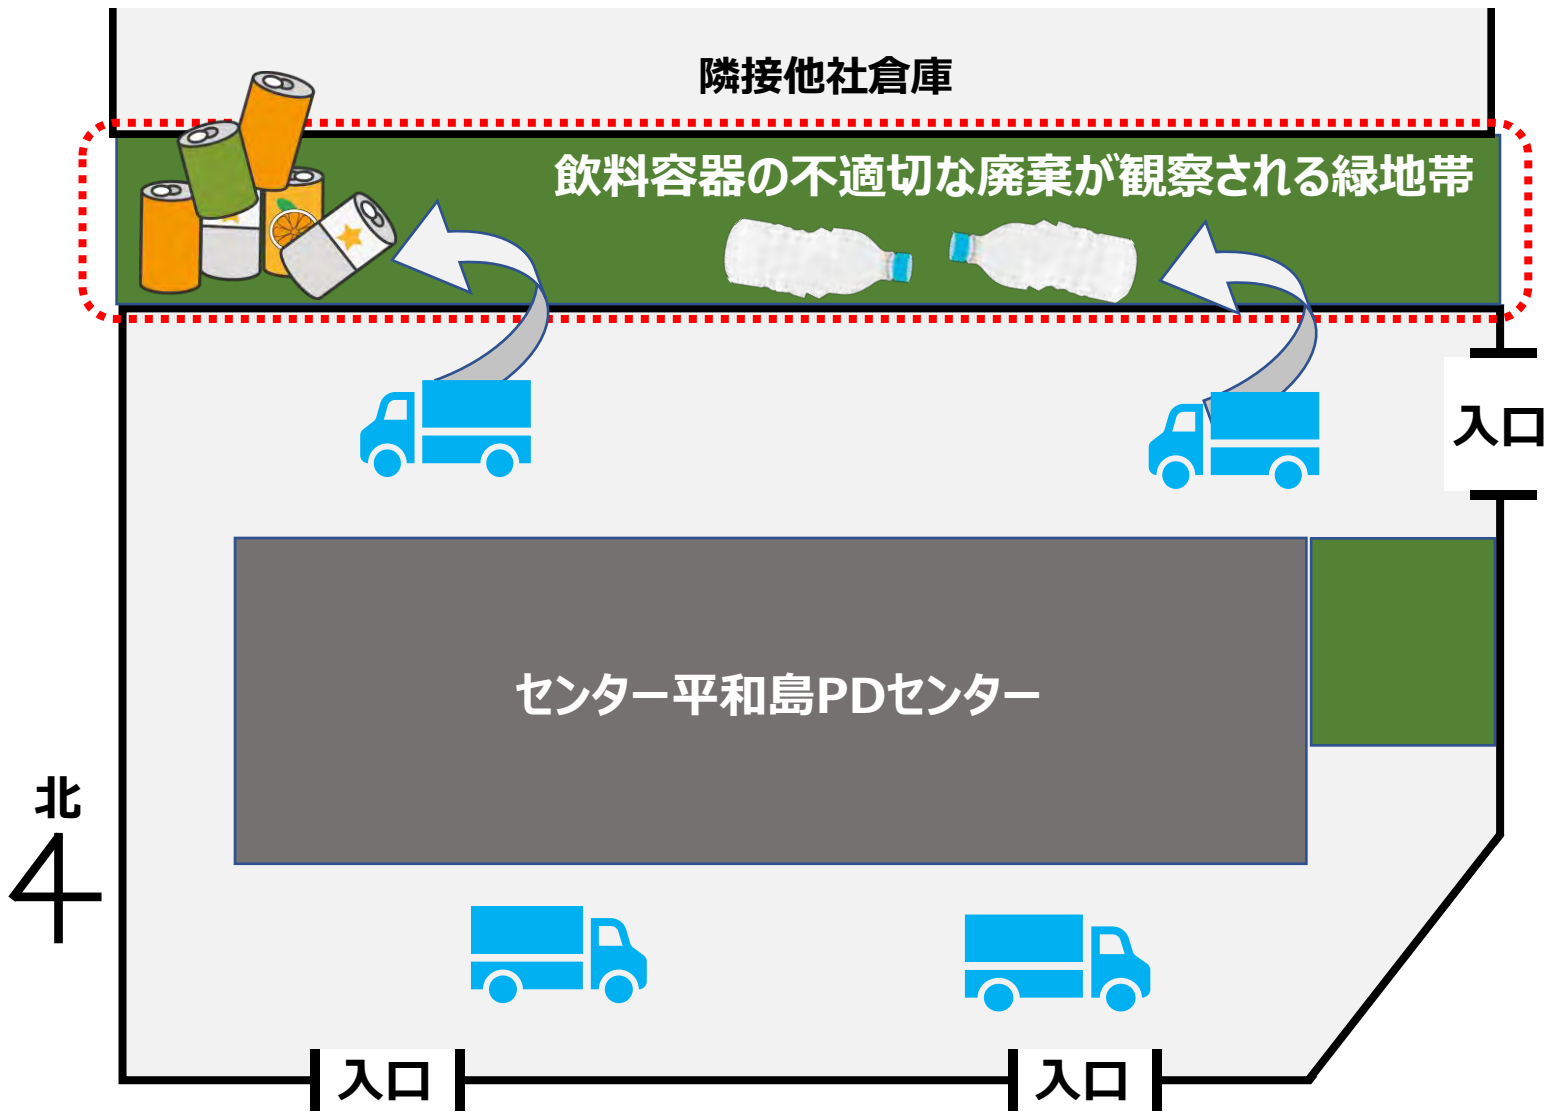 隣接他社倉庫
飲料容器の不適切な廃棄が観察される緑地帯
入口
センター平和島PDセンター
北
入口
入口